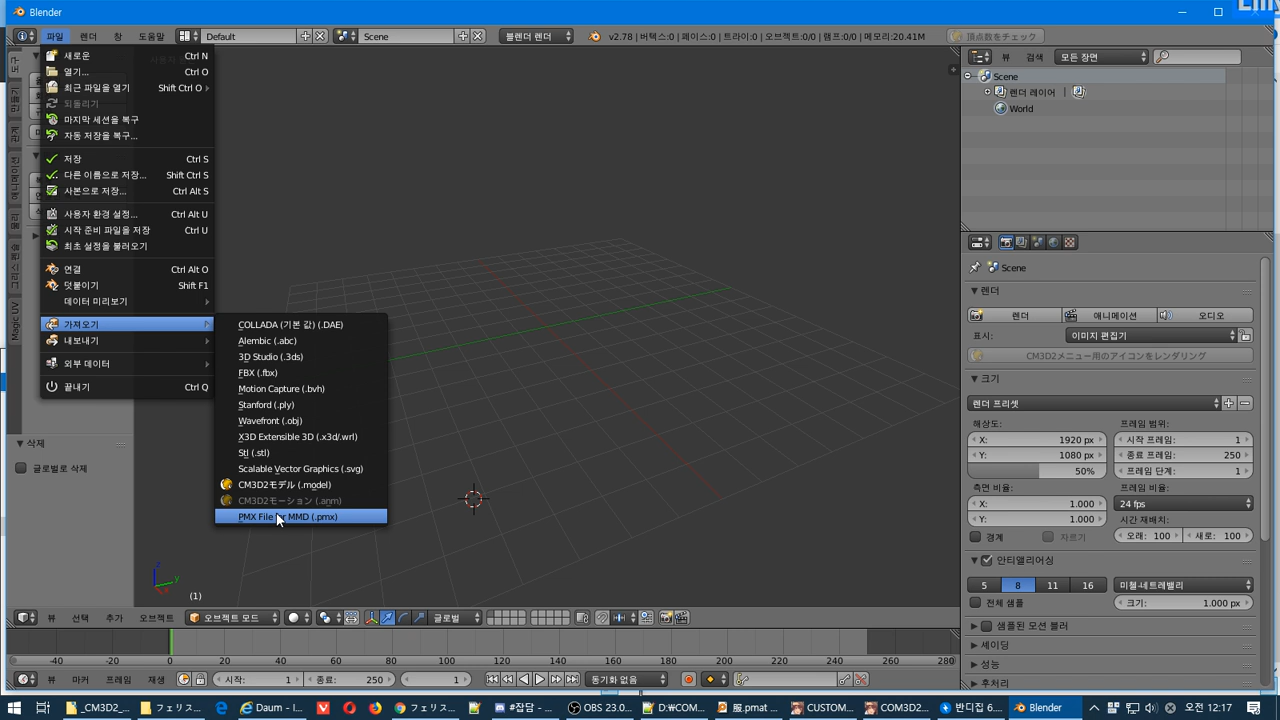 Blender
파일 렌더 창 도움말 Default Scene 블렌더 렌더 v2.78 | 버텍스:0 | 페이스:0 | 트라이:0 | 오브젝트:0/0 | 램프:0/0 | 메모리:20.41M 頂点数をチェック
새로운 Ctrl N
열기... Ctrl O
최근 파일을 열기 Shift Ctrl O
되돌리기
마지막 세션을 복구
자동 저장을 복구...
저장 Ctrl S
다른 이름으로 저장... Shift Ctrl S
사본으로 저장... Ctrl Alt S
사용자 환경 설정... Ctrl Alt U
시작 준비 파일을 저장 Ctrl U
최초 설정을 불러오기
연결 Ctrl Alt O
덧붙이기 Shift F1
데이터 미리보기
가져오기
내보내기
외부 데이터
끝내기 Ctrl Q
COLLADA (기본 값) (.DAE)
Alembic (.abc)
3D Studio (.3ds)
FBX (.fbx)
Motion Capture (.bvh)
Stanford (.ply)
Wavefront (.obj)
X3D Extensible 3D (.x3d/.wrl)
Stl (.stl)
Scalable Vector Graphics (.svg)
CM3D2モデル (.model)
CM3D2モーション (.anm)
PMX File for MMD (.pmx)
Magic UV
삭제
글로벌로 삭제
(1)
z
y
뷰 선택 추가 오브젝트 오브젝트 모드 글로벌
-40 -20 0 20 40 60 80 100 120 140 160 180 200 220 240 260 280
뷰 마커 프레임 재생 시작: 1 종료: 250 1 동기화 없음
뷰 검색 모든 장면
Scene
렌더 레이어 |
World
Scene
렌더
렌더 애니메이션 오디오
표시: 이미지 편집기
CM3D2メニュー用のアイコンをレンダリング
크기
렌더 프리셋
해상도: 프레임 범위:
X: 1920 px 시작 프레임: 1
Y: 1080 px 종료 프레임: 250
50% 프레임 단계: 1
측면 비율: 프레임 비율:
X: 1.000 24 fps
Y: 1.000 시간 재배치:
경계 자르기 오래: 100 새로: 100
안티앨리어싱
5 8 11 16 미첼-네트레밸리
전체 샘플 크기: 1.000 px
샘플된 모션 블러
셰이딩
성능
후처리
_CM3D2_... フェリス... Daum - I... フェリ... #잡담 - ... OBS 23.0... D:₩COM... 服.pmat ... CUSTOM... COM3D2... 반디집 6.... Blender 오전 12:17